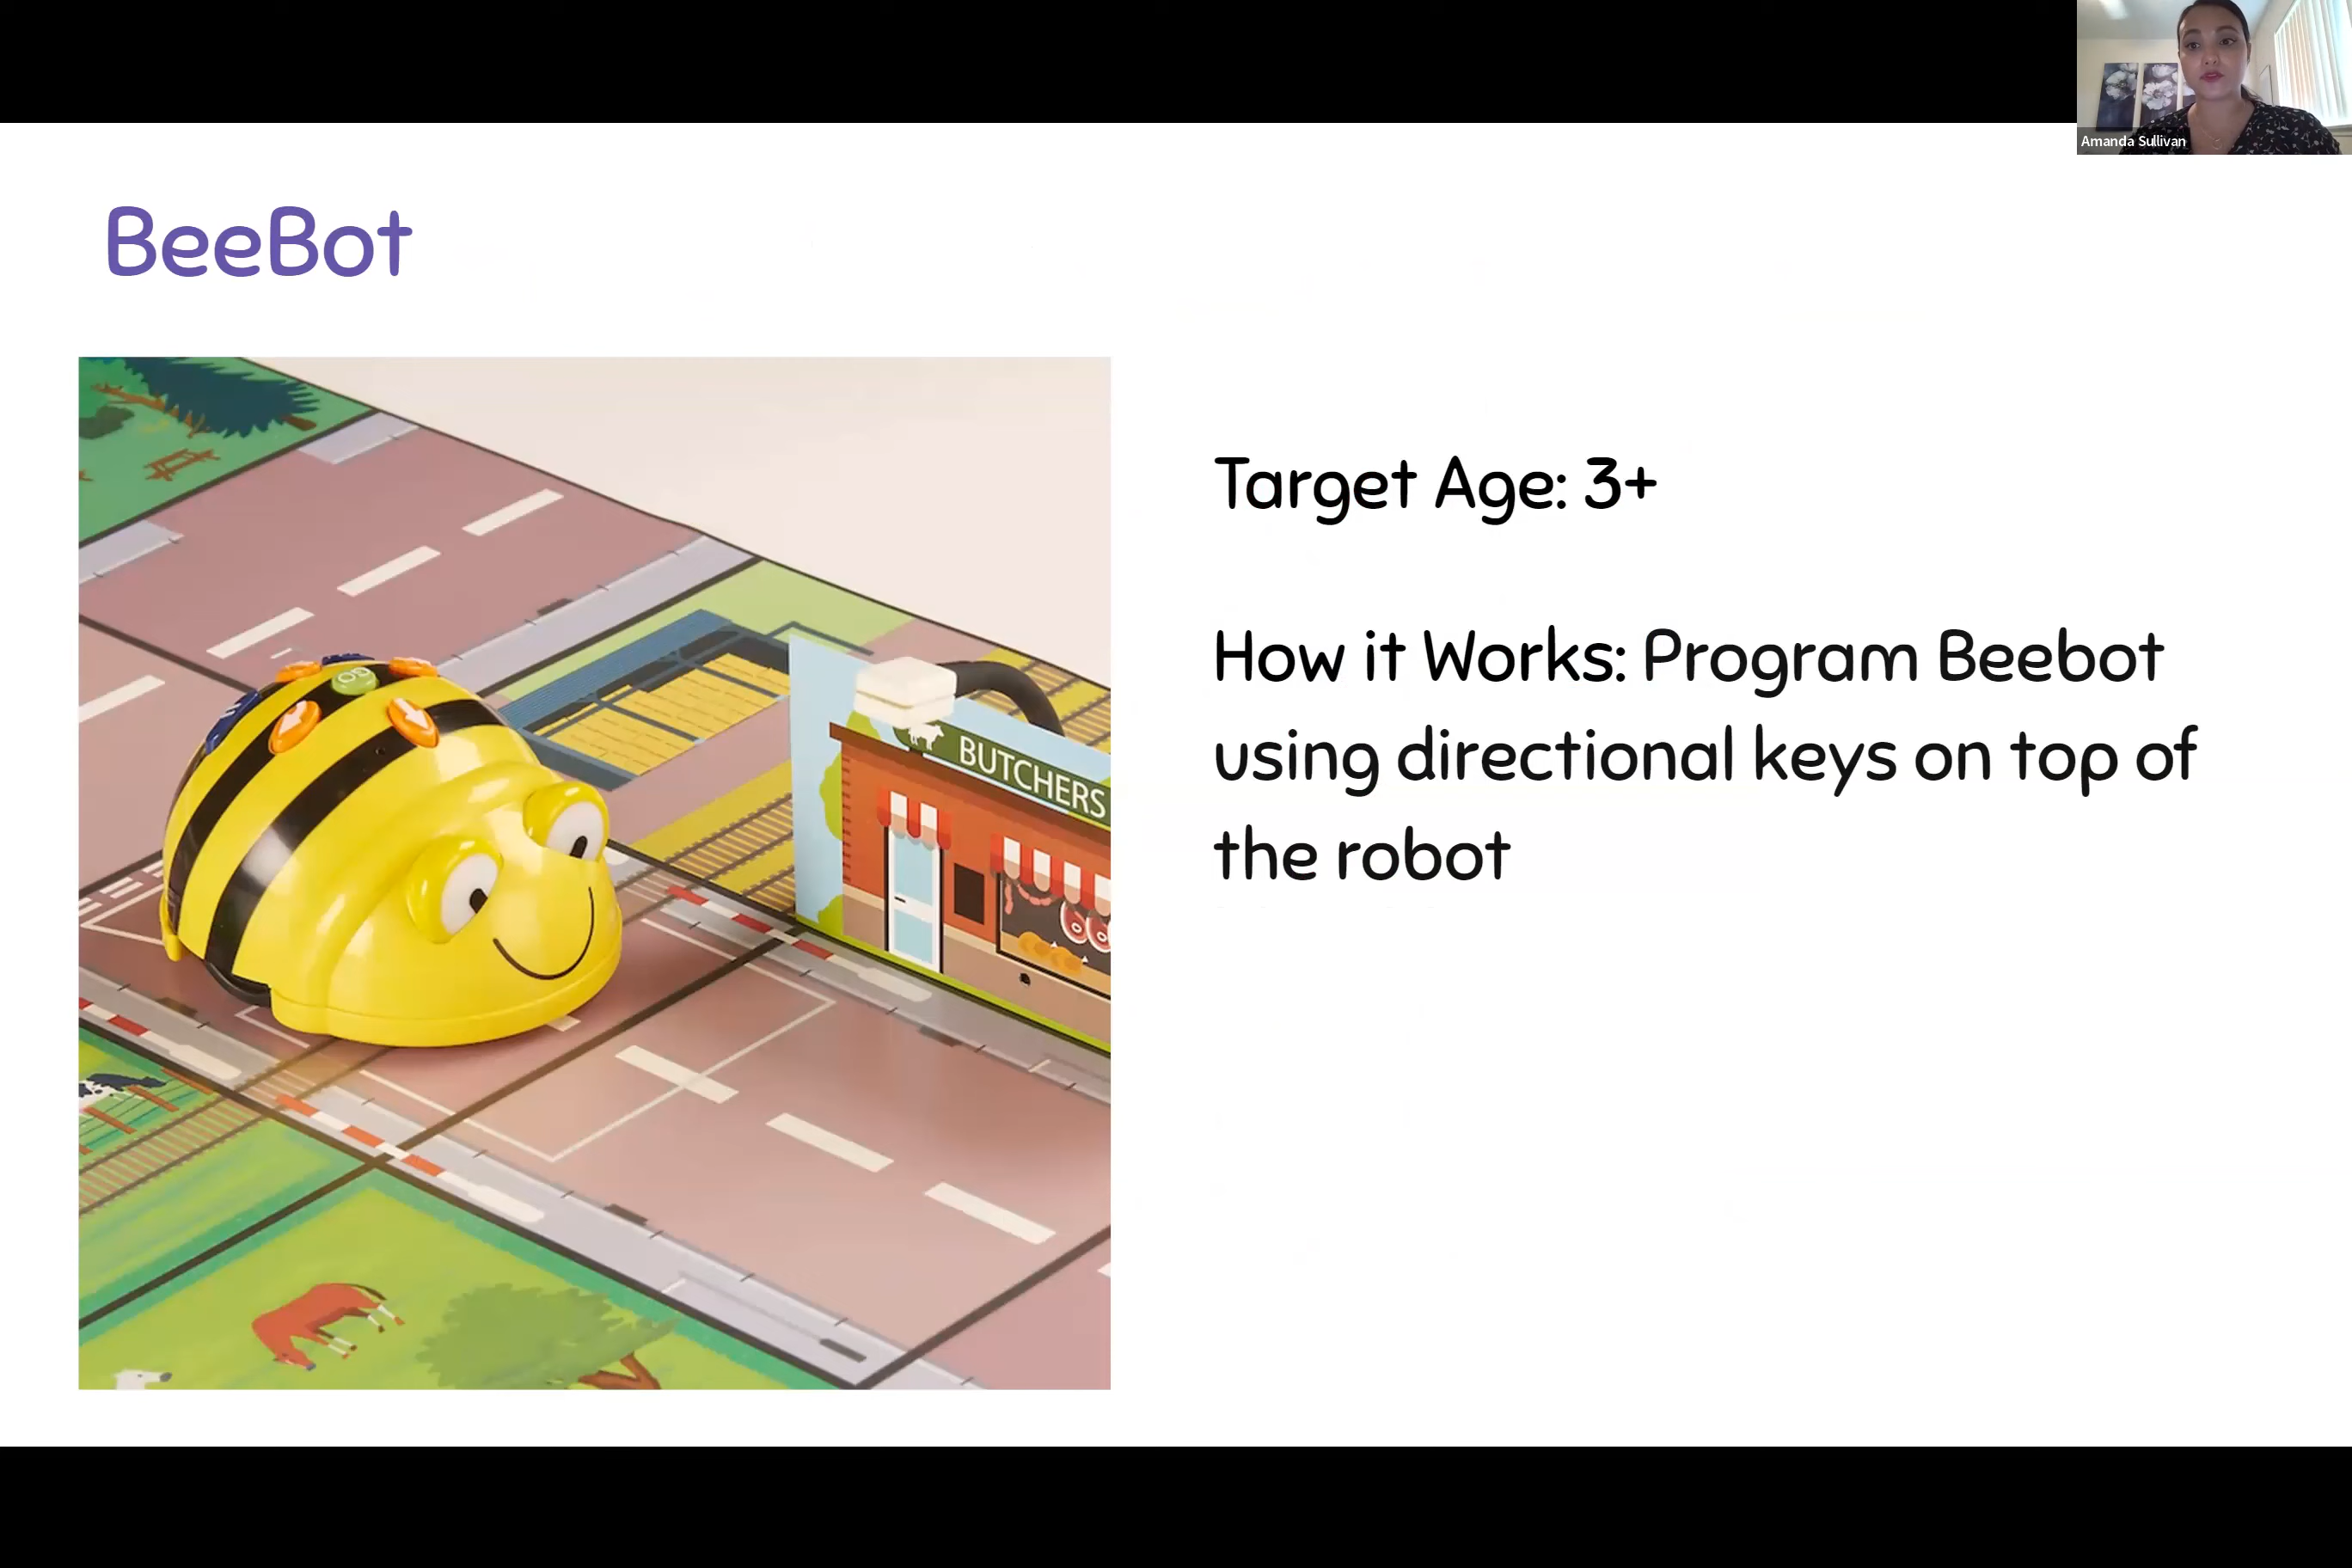 Amanda Sullivan
BeeBot
Target Age: 3+
How it Works: Program Beebot
using directional keys on top of
the robot
GO
BUTCHERS